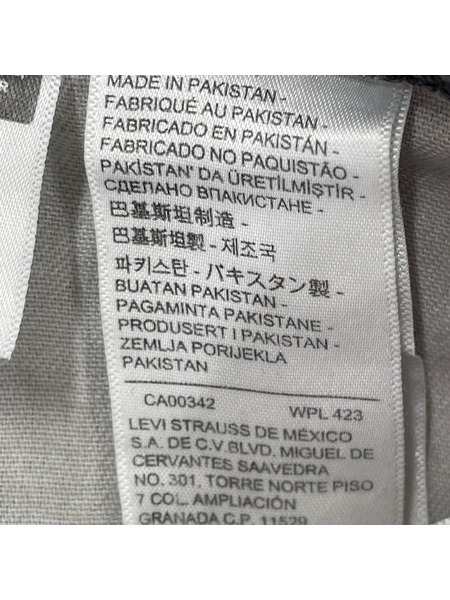 R
MADE IN PAKISTAN -
FABRIQUÉ AU PAKISTAN -
FABRICADO EN PAKISTÁN -
FABRICADO NO PAQUISTÃO -
PAKİSTAN' DA ÜRETİLMİŞTİR -
СДЕЛАНО ВПАКИСТАНЕ -
巴基斯坦制造 -
巴基斯坦製 - 제조국
파키스탄 - パキスタン製 -
BUATAN PAKISTAN -
PAGAMINTA PAKISTANE -
PRODUSERT I PAKISTAN -
ZEMLJA PORIJEKLA
PAKISTAN
CA00342 WPL 423
LEVI STRAUSS DE MÉXICO
S.A. DE C.V.BLVD. MIGUEL DE
CERVANTES SAAVEDRA
NO. 301, TORRE NORTE PISO
7 COL. AMPLIACIÓN
GRANADA C.P. 11529